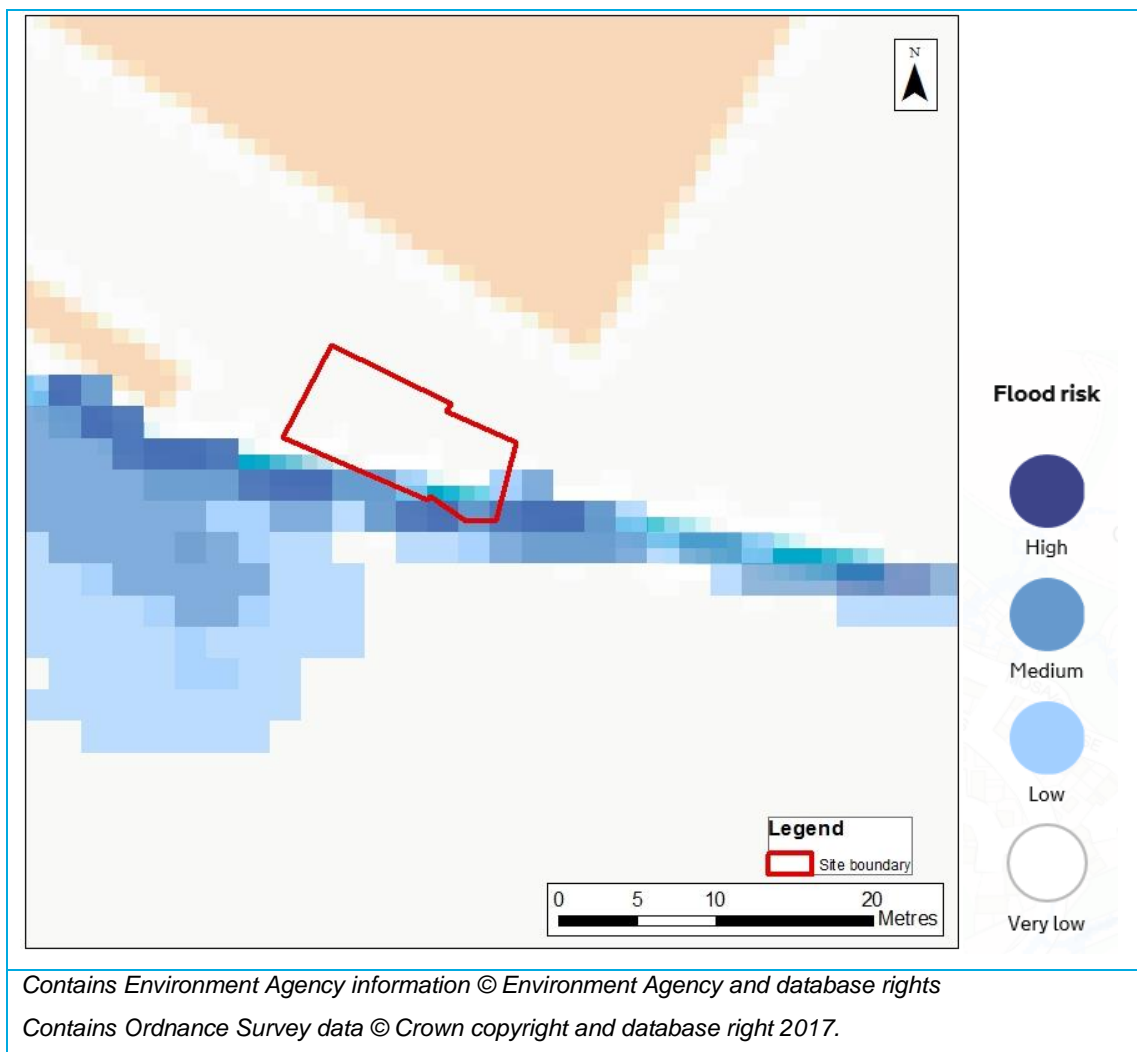 N
Flood risk
High
Medium
Low
Very low
Legend
Site boundary
0 5 10 20
Metres
Contains Environment Agency information © Environment Agency and database rights
Contains Ordnance Survey data © Crown copyright and database right 2017.